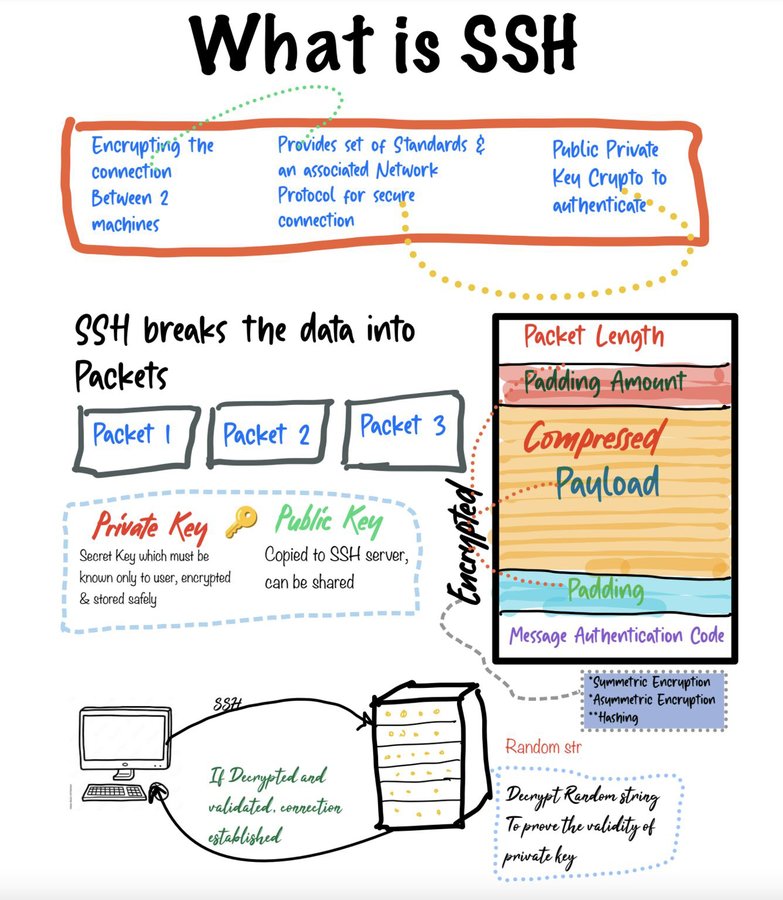 What is SSH
Encrypting the
connection
Between 2
machines
Provides set of Standards &
an associated Network
Protocol for secure
connection
Public Private
Key Crypto to
authenticate
SSH breaks the data into
Packets
Packet 1
Packet 2
Packet 3
Private Key
Secret Key which must be
known only to user, encrypted
& stored safely
Public Key
Copied to SSH server,
can be shared
Encrypted
Packet Length
Padding Amount
Compressed
Payload
Padding
Message Authentication Code
*Symmetric Encryption
*Asummetric Encryption
**Hashing
SSH
If Decrypted and
validated, connection
established
Random str
Decrypt Random string
To prove the validity of
private key